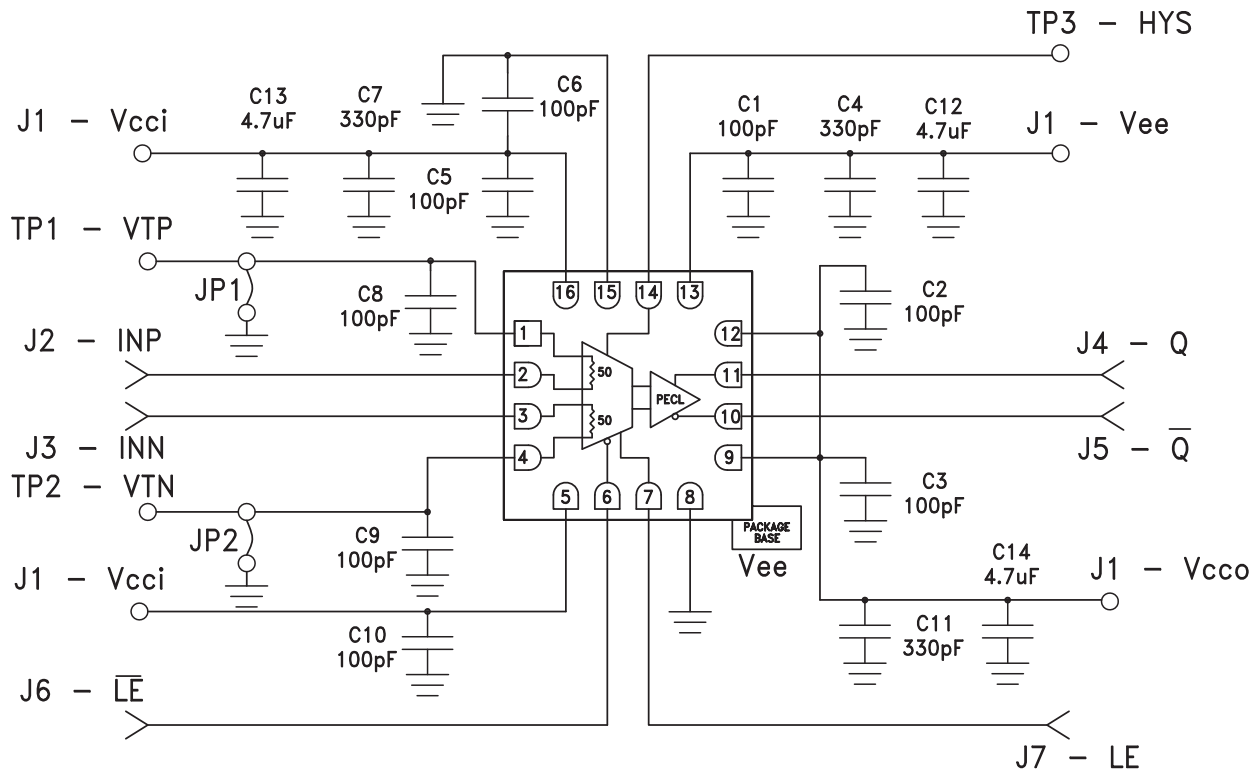 TP3 - HYS
C6
100pF
C13
4.7uF
C7
330pF
C1
100pF
C4
330pF
C12
4.7uF
J1 - Vcci
J1 - Vee
C5
100pF
TP1 - VTP
JP1
C8
100pF
16
15
14
13
C2
100pF
1
12
J2 - INP
J4 - Q
2
50
11
PECL
3
50
10
J3 - INN
J5 - Q̅
4
9
TP2 - VTN
C3
100pF
5
6
7
8
JP2
C9
100pF
PACKAGE
BASE
Vee
C14
4.7uF
J1 - Vcci
J1 - Vcco
C10
100pF
C11
330pF
J6 - L̅E̅
J7 - LE